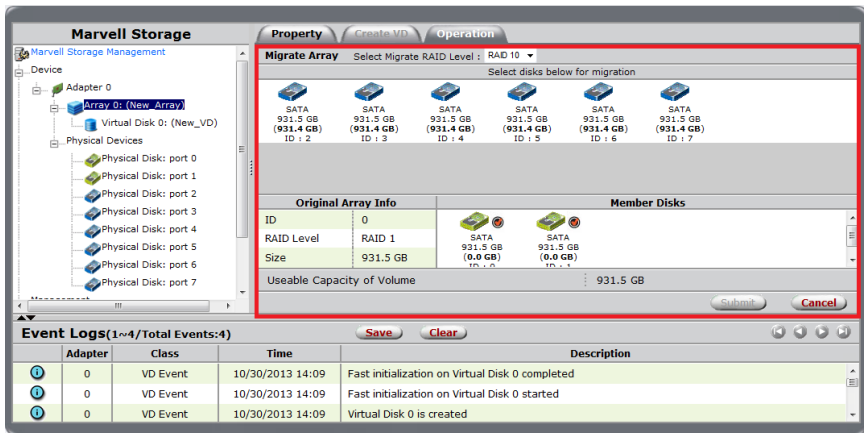 Marvell Storage
Property Create VD Operation
Marvell Storage Management
Device
Adapter 0
Array 0: (New_Array)
Virtual Disk 0: (New_VD)
Physical Devices
Physical Disk: port 0
Physical Disk: port 1
Physical Disk: port 2
Physical Disk: port 3
Physical Disk: port 4
Physical Disk: port 5
Physical Disk: port 6
Physical Disk: port 7
Migrate Array Select Migrate RAID Level : RAID 10
Select disks below for migration
SATA SATA SATA SATA SATA SATA
931.5 GB 931.5 GB 931.5 GB 931.5 GB 931.5 GB 931.5 GB
(931.4 GB) (931.4 GB) (931.4 GB) (931.4 GB) (931.4 GB) (931.4 GB)
ID : 2 ID : 3 ID : 4 ID : 5 ID : 6 ID : 7
Original Array Info Member Disks
ID 0
RAID Level RAID 1
Size 931.5 GB
SATA SATA
931.5 GB 931.5 GB
(0.0 GB) (0.0 GB)
ID : 0 ID : 1
Useable Capacity of Volume 931.5 GB
Submit Cancel
Event Logs(1~4/Total Events:4) Save Clear
Adapter Class Time Description
0 VD Event 10/30/2013 14:09 Fast initialization on Virtual Disk 0 completed
0 VD Event 10/30/2013 14:09 Fast initialization on Virtual Disk 0 started
0 VD Event 10/30/2013 14:09 Virtual Disk 0 is created